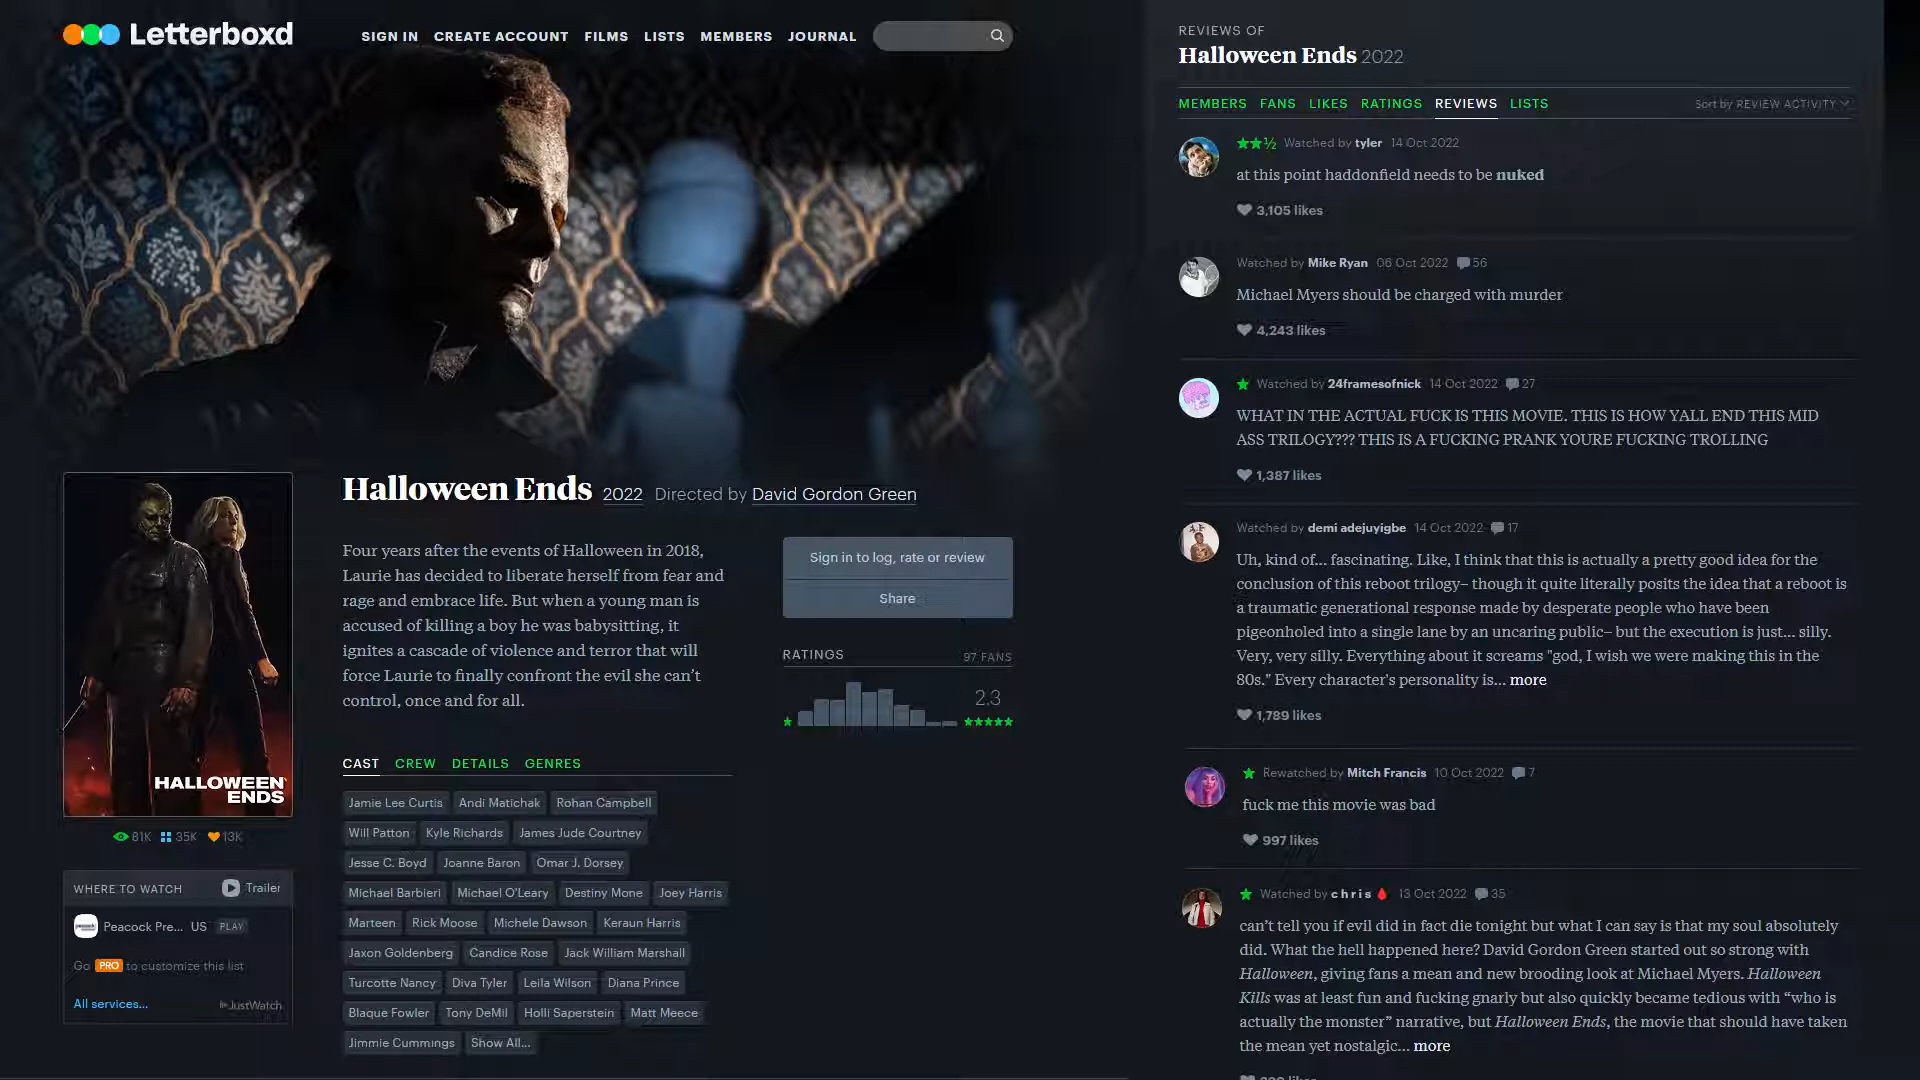 Letterboxd
SIGN IN CREATE ACCOUNT FILMS LISTS MEMBERS JOURNAL
HALLOWEEN
ENDS
81K 35K 13K
WHERE TO WATCH Trailer
Peacock Pre... US PLAY
Go PRO to customize this list
All services... JustWatch
Halloween Ends 2022 Directed by David Gordon Green
Four years after the events of Halloween in 2018,
Laurie has decided to liberate herself from fear and
rage and embrace life. But when a young man is
accused of killing a boy he was babysitting, it
ignites a cascade of violence and terror that will
force Laurie to finally confront the evil she can’t
control, once and for all.
CAST CREW DETAILS GENRES
Jamie Lee Curtis Andi Matichak Rohan Campbell
Will Patton Kyle Richards James Jude Courtney
Jesse C. Boyd Joanne Baron Omar J. Dorsey
Michael Barbieri Michael O'Leary Destiny Mone Joey Harris
Marteen Rick Moose Michele Dawson Keraun Harris
Jaxon Goldenberg Candice Rose Jack William Marshall
Turcotte Nancy Diva Tyler Leila Wilson Diana Prince
Blaque Fowler Tony DeMil Holli Saperstein Matt Meece
Jimmie Cummings Show All...
Sign in to log, rate or review
Share
RATINGS 97 FANS
2.3
REVIEWS OF
Halloween Ends 2022
MEMBERS FANS LIKES RATINGS REVIEWS LISTS Sort by REVIEW ACTIVITY
★★½ Watched by tyler 14 Oct 2022
at this point haddonfield needs to be nuked
3,105 likes
Watched by Mike Ryan 06 Oct 2022 56
Michael Myers should be charged with murder
4,243 likes
★ Watched by 24framesofnick 14 Oct 2022 27
WHAT IN THE ACTUAL FUCK IS THIS MOVIE. THIS IS HOW YALL END THIS MID
ASS TRILOGY??? THIS IS A FUCKING PRANK YOURE FUCKING TROLLING
1,387 likes
Watched by demi adejuyigbe 14 Oct 2022 17
Uh, kind of... fascinating. Like, I think that this is actually a pretty good idea for the
conclusion of this reboot trilogy– though it quite literally posits the idea that a reboot is
a traumatic generational response made by desperate people who have been
pigeonholed into a single lane by an uncaring public– but the execution is just... silly.
Very, very silly. Everything about it screams "god, I wish we were making this in the
80s." Every character's personality is... more
1,789 likes
★ Rewatched by Mitch Francis 10 Oct 2022 7
fuck me this movie was bad
997 likes
★ Watched by chris 13 Oct 2022 35
can’t tell you if evil did in fact die tonight but what I can say is that my soul absolutely
did. What the hell happened here? David Gordon Green started out so strong with
Halloween, giving fans a mean and new brooding look at Michael Myers. Halloween
Kills was at least fun and fucking gnarly but also quickly became tedious with “who is
actually the monster” narrative, but Halloween Ends, the movie that should have taken
the mean yet nostalgic... more